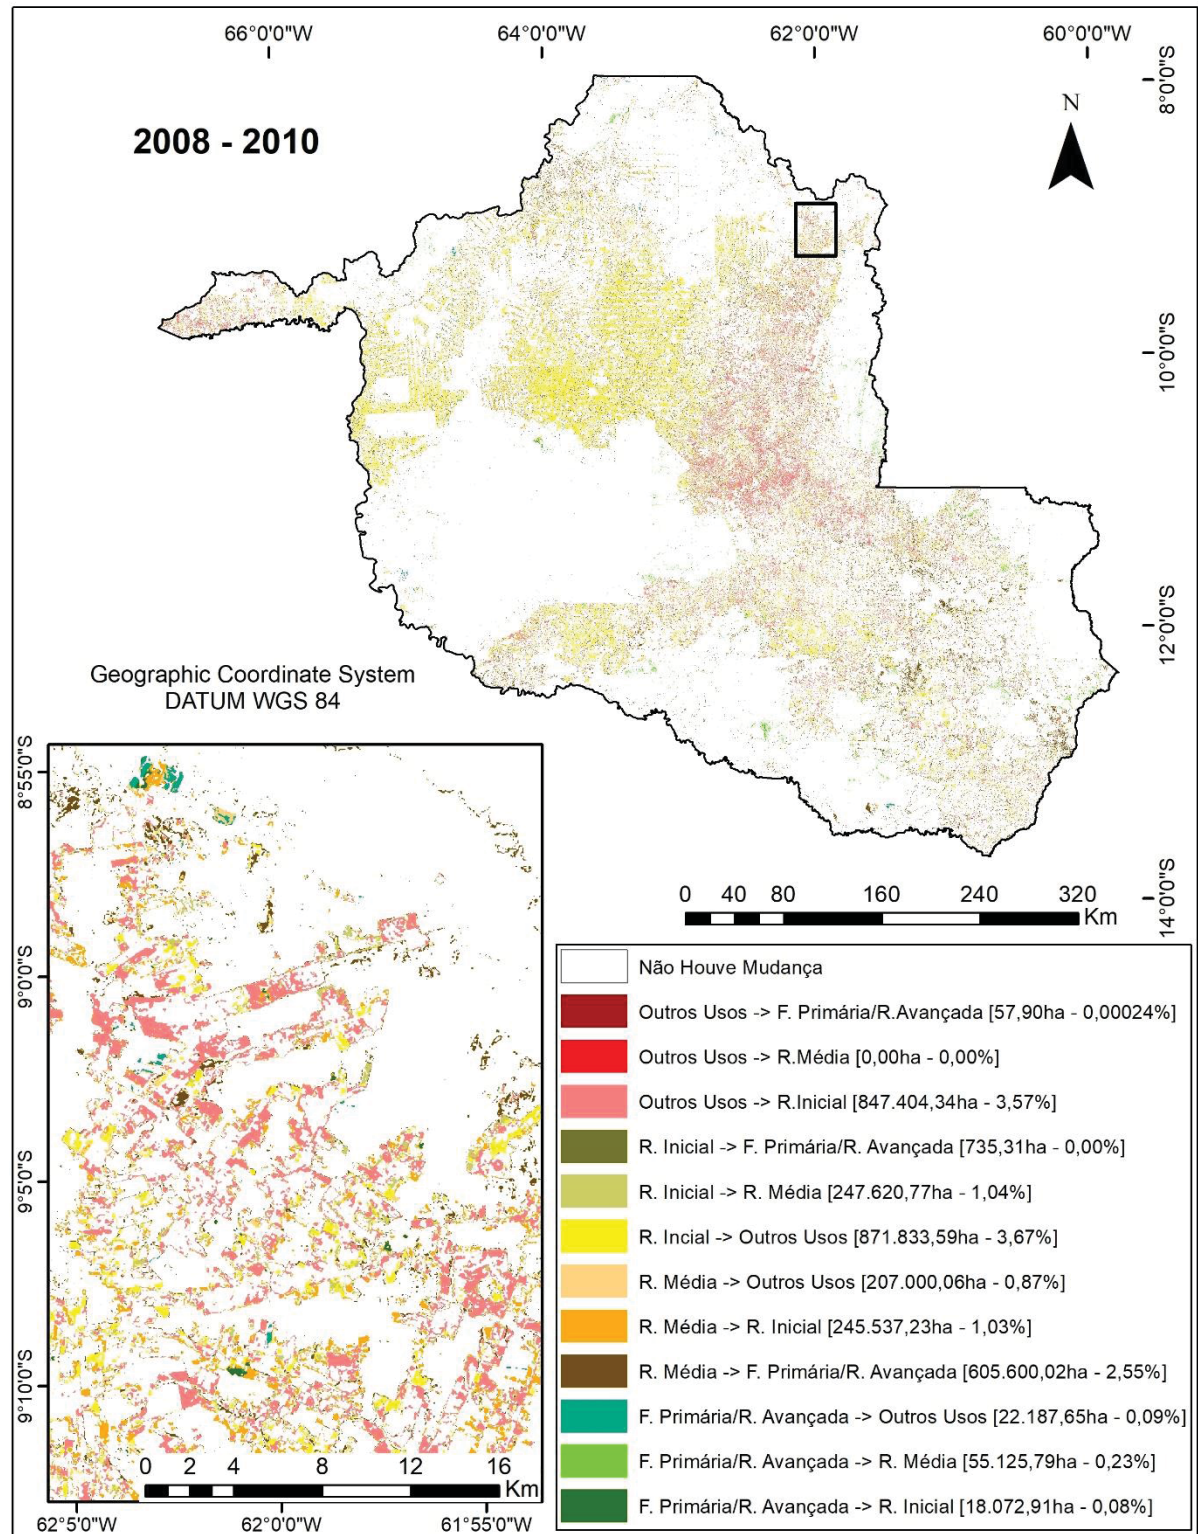 66°0'0"W 64°0'0"W 62°0'0"W 60°0'0"W
8°0'0"S
N
2008 - 2010
10°0'0"S
12°0'0"S
Geographic Coordinate System
DATUM WGS 84
14°0'0"S
0 40 80 160 240 320
Km
8°55'0"S
9°0'0"S
9°5'0"S
9°10'0"S
0 2 4 8 12 16
Km
62°5'0"W 62°0'0"W 61°55'0"W
Não Houve Mudança
Outros Usos -> F. Primária/R.Avançada [57,90ha - 0,00024%]
Outros Usos -> R.Média [0,00ha - 0,00%]
Outros Usos -> R.Inicial [847.404,34ha - 3,57%]
R. Inicial -> F. Primária/R. Avançada [735,31ha - 0,00%]
R. Inicial -> R. Média [247.620,77ha - 1,04%]
R. Incial -> Outros Usos [871.833,59ha - 3,67%]
R. Média -> Outros Usos [207.000,06ha - 0,87%]
R. Média -> R. Inicial [245.537,23ha - 1,03%]
R. Média -> F. Primária/R. Avançada [605.600,02ha - 2,55%]
F. Primária/R. Avançada -> Outros Usos [22.187,65ha - 0,09%]
F. Primária/R. Avançada -> R. Média [55.125,79ha - 0,23%]
F. Primária/R. Avançada -> R. Inicial [18.072,91ha - 0,08%]